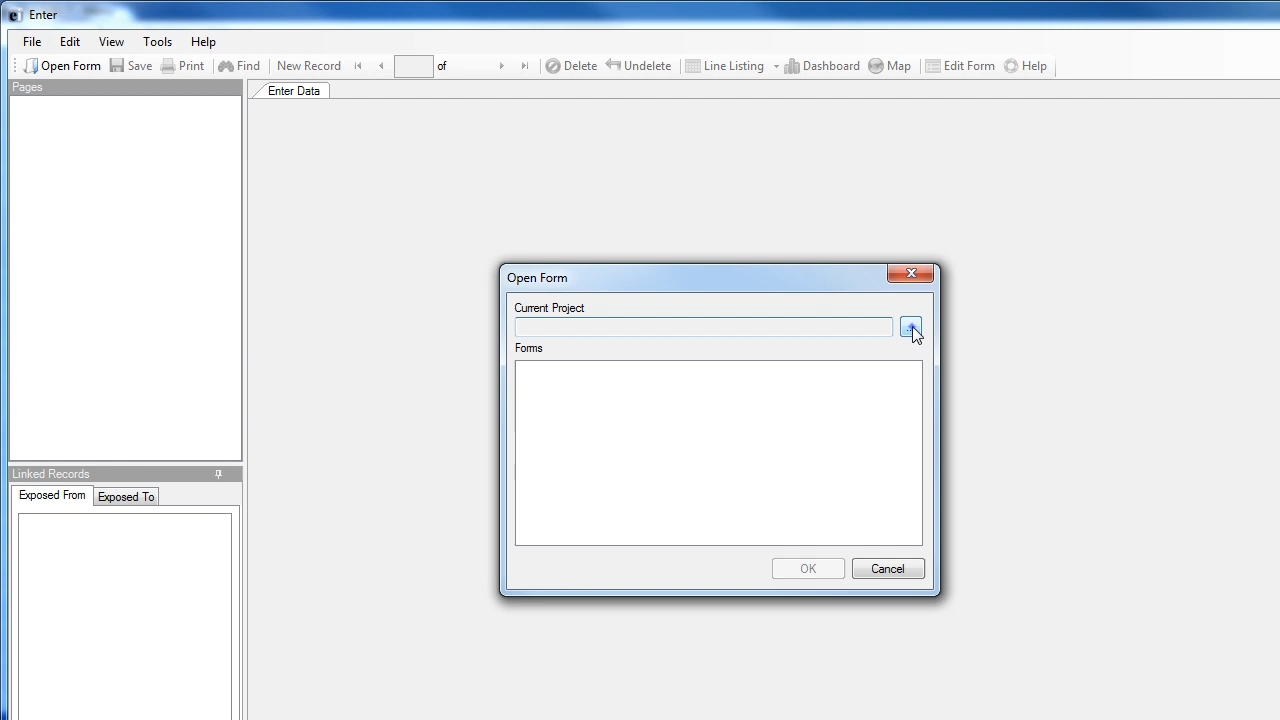 Enter
File Edit View Tools Help
Open Form Save Print Find New Record of Delete Undelete Line Listing Dashboard Map Edit Form Help
Pages
Enter Data
Open Form
Current Project
...
Forms
OK Cancel
Linked Records
Exposed From Exposed To